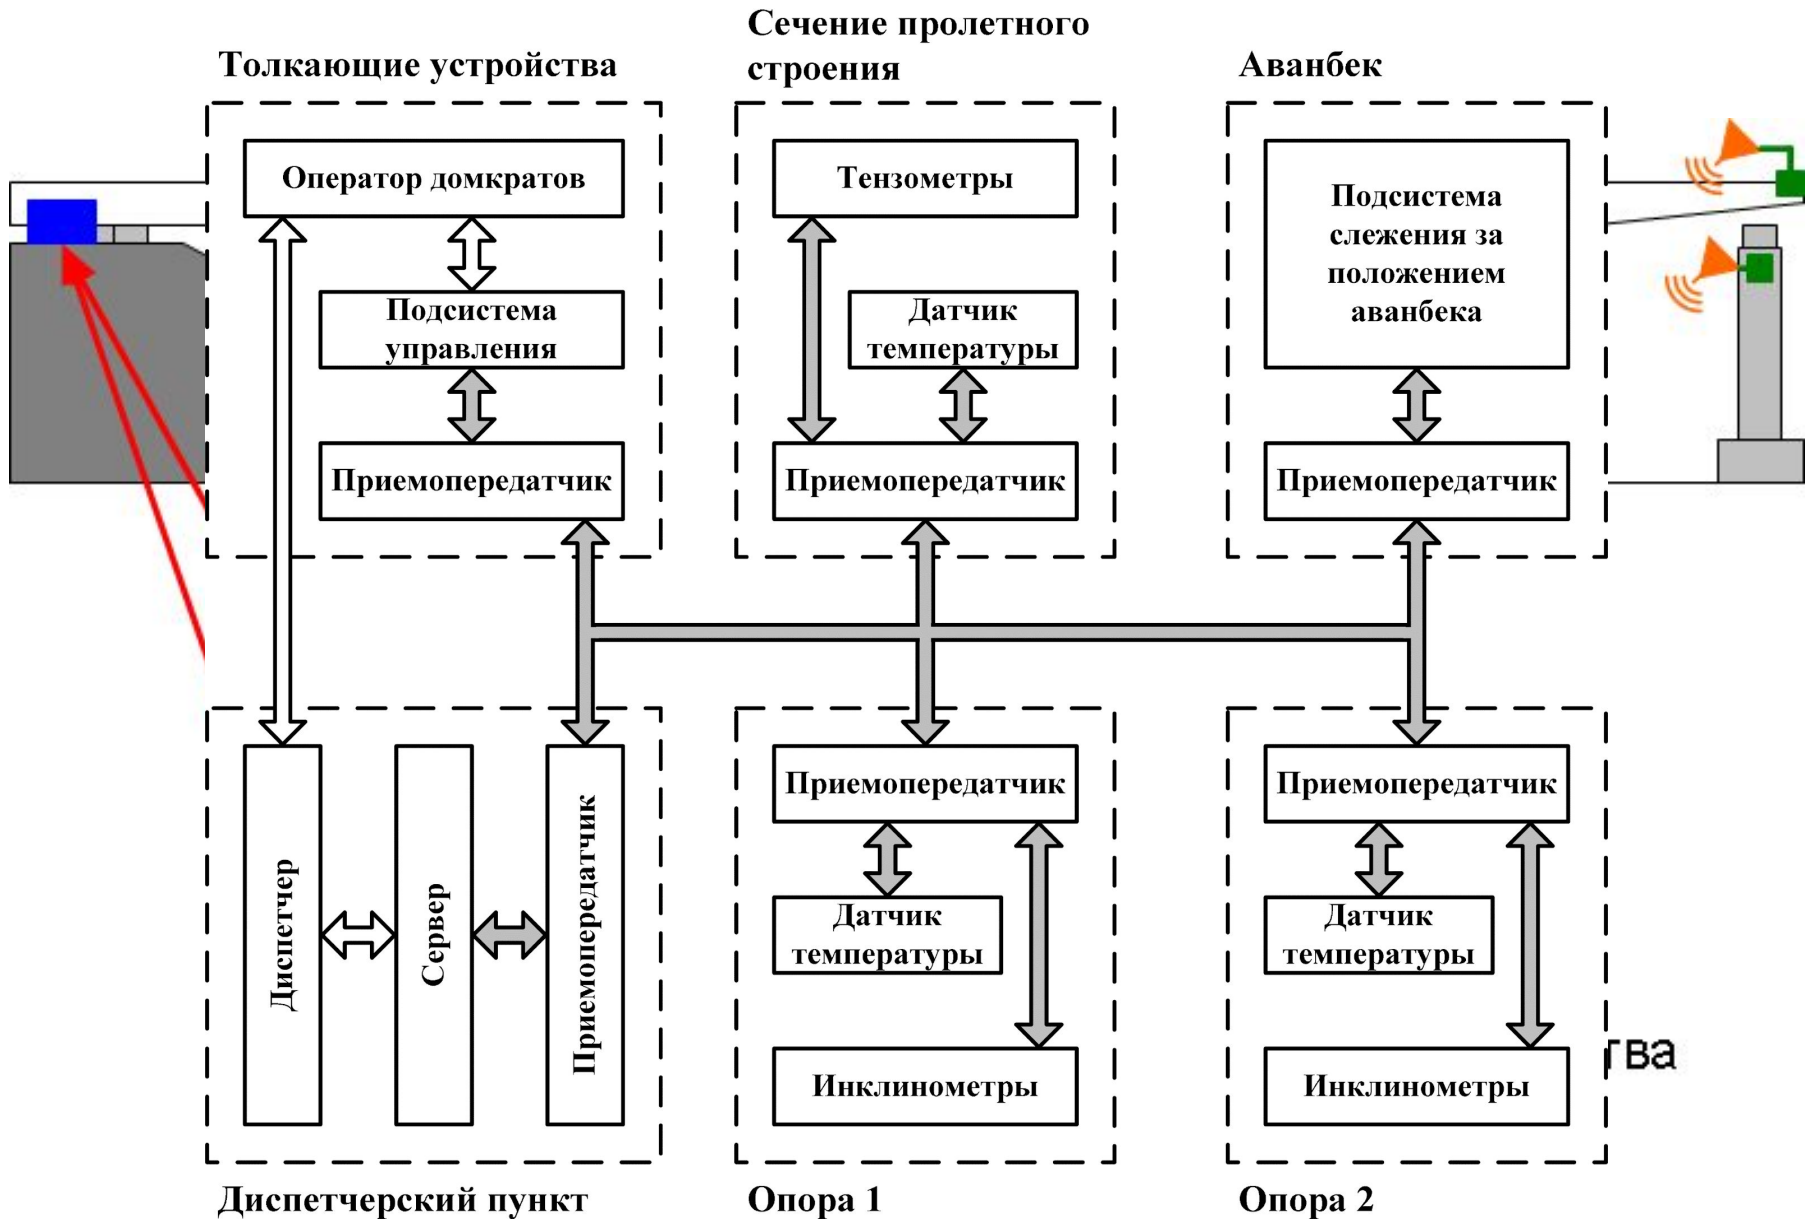 Толкающие устройства
Оператор домкратов
Подсистема
управления
Приемопередатчик
Сечение пролетного
строения
Тензометры
Датчик
температуры
Приемопередатчик
Аванбек
Подсистема
слежения за
положением
аванбека
Приемопередатчик
Диспетчер
Сервер
Приемопередатчик
Диспетчерский пункт
Приемопередатчик
Датчик
температуры
Инклинометры
Опора 1
Приемопередатчик
Датчик
температуры
Инклинометры
Опора 2
тва